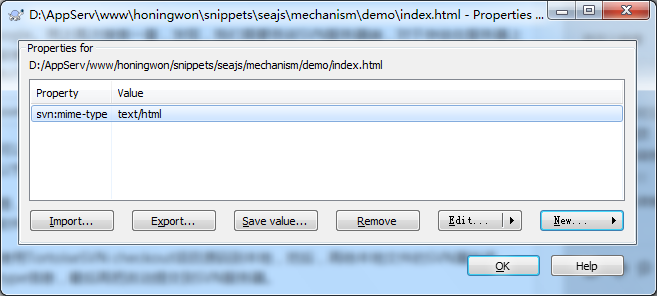 D:\AppServ\www\honingwon\snippets\seajs\mechanism\demo\index.html - Properties ...
Properties for
D:/AppServ/www/honingwon/snippets/seajs/mechanism/demo/index.html
Property Value
svn:mime-type text/html
Import... Export... Save value... Remove Edit... New...
OK Help